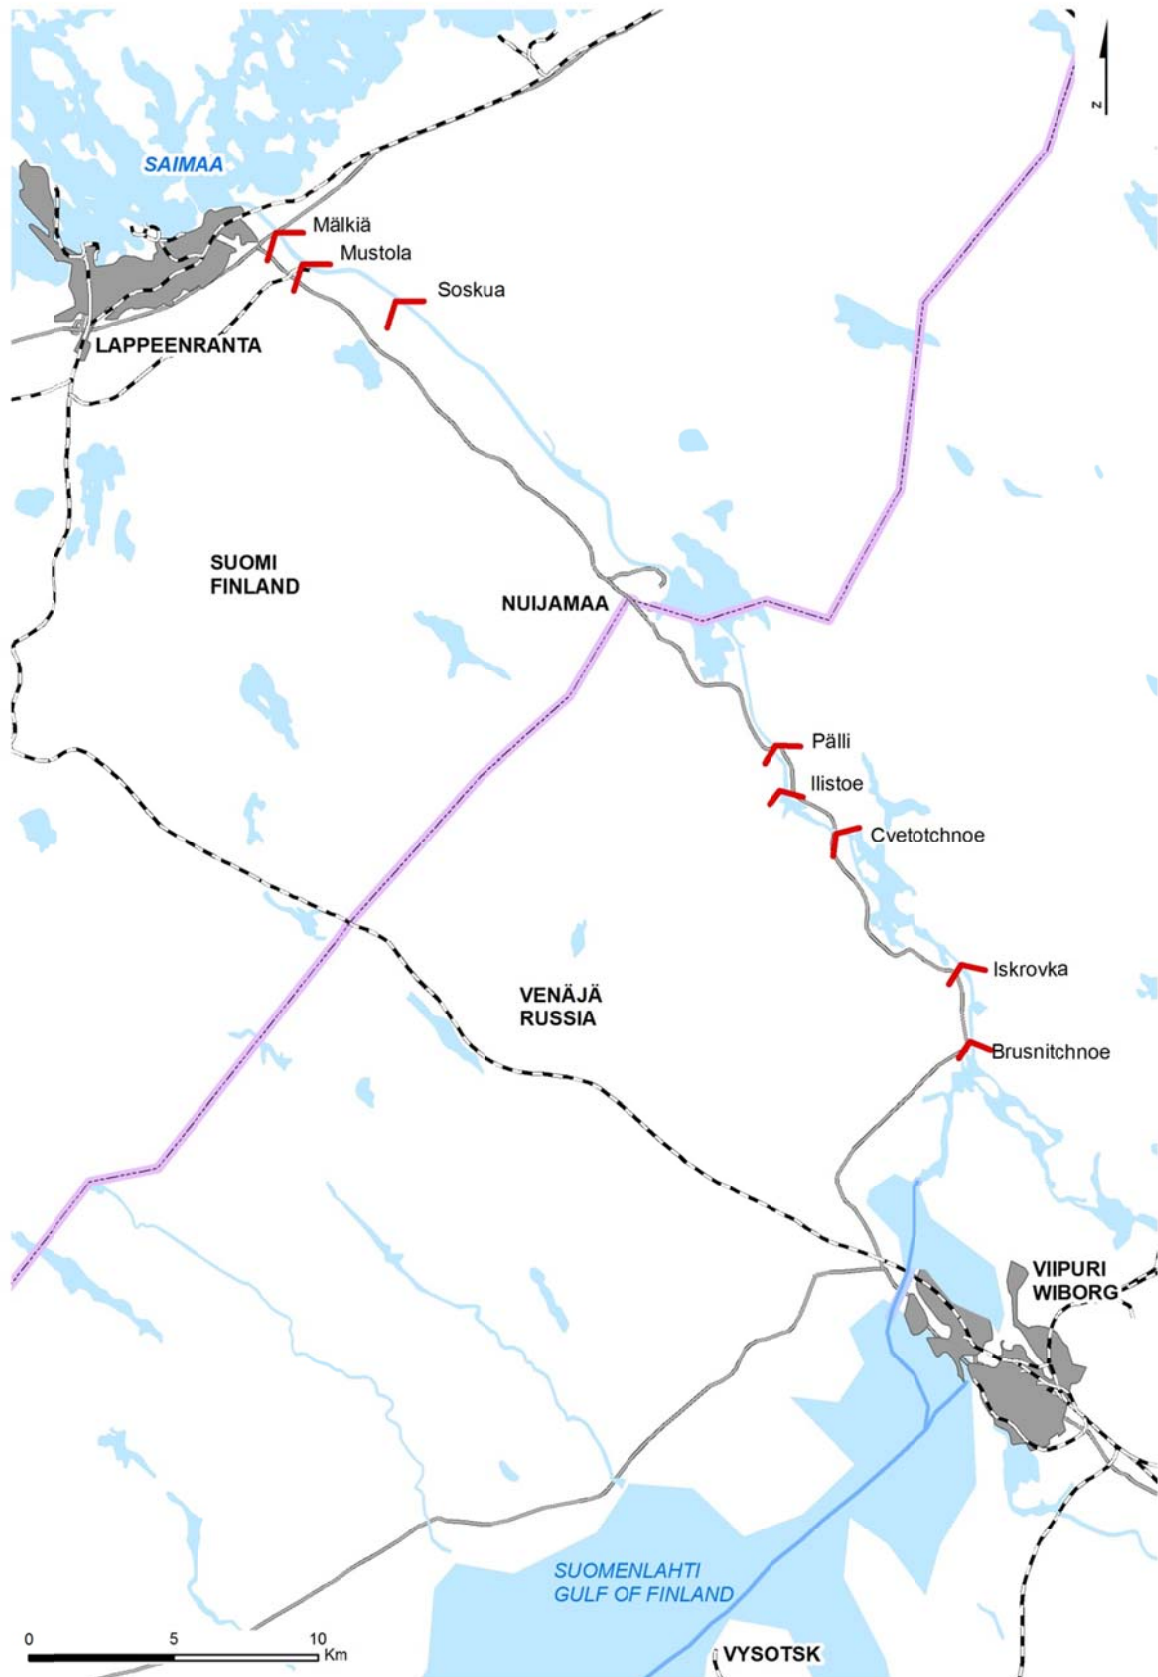 z
SAIMAA
Mälkiä
Mustola
Soskua
LAPPEENRANTA
SUOMI
FINLAND
NUIJAMAA
Pälli
Ilistoe
Cvetotchnoe
Iskrovka
VENÄJÄ
RUSSIA
Brusnitchnoe
VIIPURI
WIBORG
SUOMENLAHTI
GULF OF FINLAND
0 5 10
Km
VYSOTSK